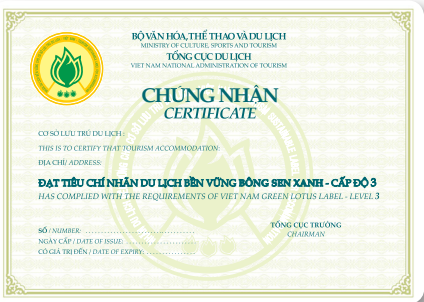 BỘ VĂN HÓA, THỂ THAO VÀ DU LỊCH
MINISTRY OF CULTURE, SPORTS AND TOURISM
TỔNG CỤC DU LỊCH
VIET NAM NATIONAL ADMINISTRATION OF TOURISM
CHỨNG NHẬN
CERTIFICATE
CƠ SỞ LƯU TRÚ DU LỊCH :
THIS IS TO CERTIFY THAT TOURISM ACCOMMODATION:
ĐỊA CHỈ/ ADDRESS:
ĐẠT TIÊU CHÍ NHÃN DU LỊCH BỀN VỮNG BÔNG SEN XANH - CẤP ĐỘ 3
HAS COMPLIED WITH THE REQUIREMENTS OF VIET NAM GREEN LOTUS LABEL - LEVEL 3
SỐ / NUMBER: ..................................
NGÀY CẤP / DATE OF ISSUE: .....................
CÓ GIÁ TRỊ ĐẾN / DATE OF EXPIRY: ...............
TỔNG CỤC TRƯỞNG
CHAIRMAN